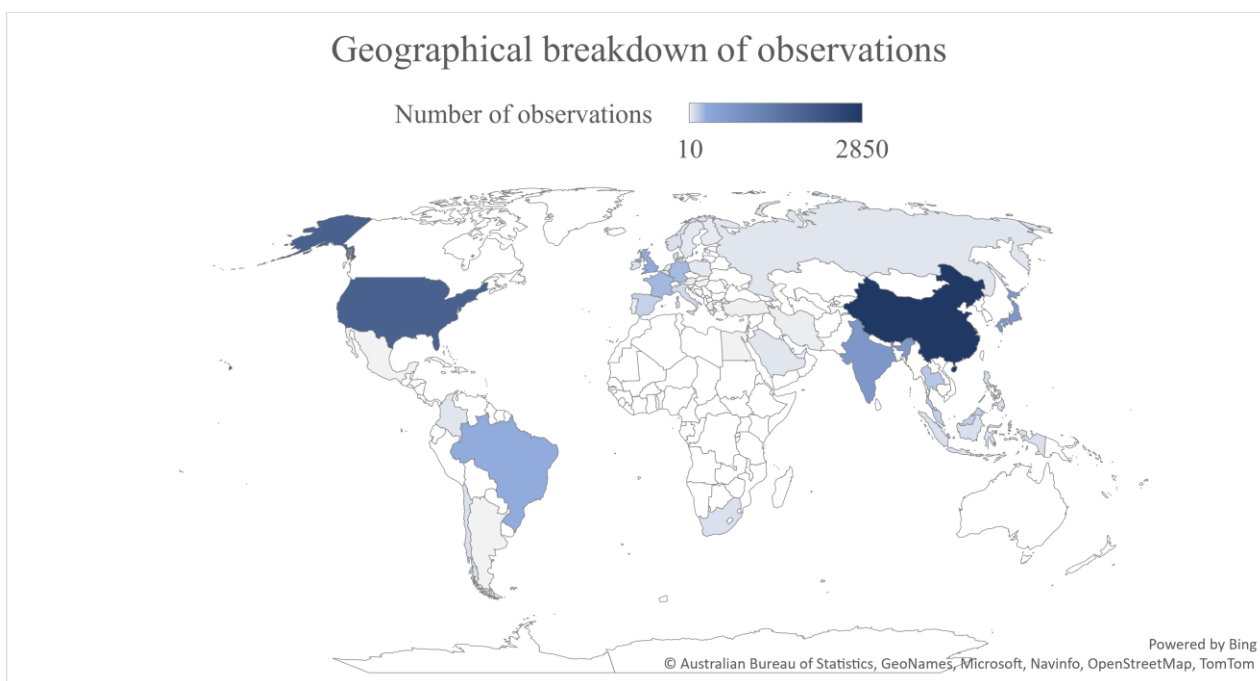 Geographical breakdown of observations
Number of observations
10 2850
Powered by Bing
© Australian Bureau of Statistics, GeoNames, Microsoft, Navinfo, OpenStreetMap, TomTom